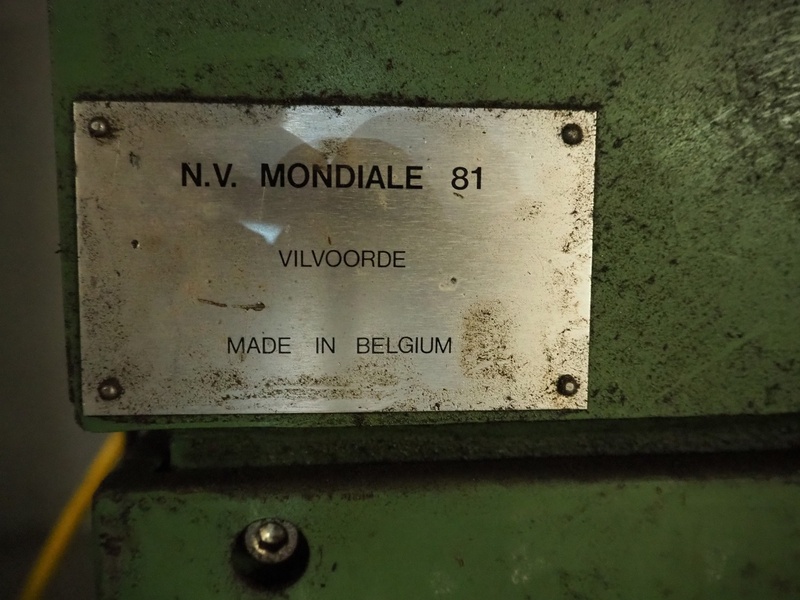 N.V. MONDIALE 81
VILVOORDE
MADE IN BELGIUM